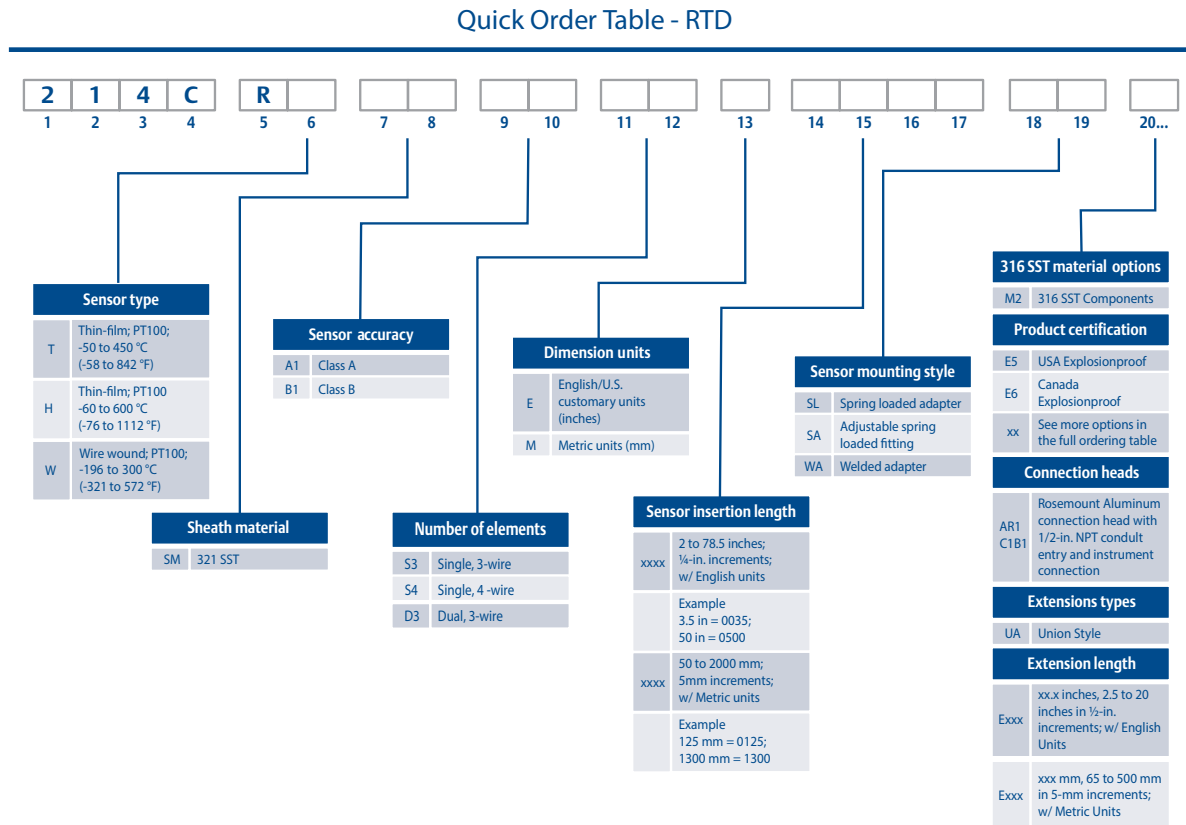 Quick Order Table - RTD
2 1 4 C R
1 2 3 4 5 6 7 8 9 10 11 12 13 14 15 16 17 18 19 20...
Sensor type
T Thin-film; PT100;
-50 to 450 °C
(-58 to 842 °F)
H Thin-film; PT100
-60 to 600 °C
(-76 to 1112 °F)
W Wire wound; PT100;
-196 to 300 °C
(-321 to 572 °F)
Sheath material
SM 321 SST
Sensor accuracy
A1 Class A
B1 Class B
Number of elements
S3 Single, 3-wire
S4 Single, 4 -wire
D3 Dual, 3-wire
Dimension units
E English/U.S.
customary units
(inches)
M Metric units (mm)
Sensor insertion length
xxxx 2 to 78.5 inches;
¼-in. increments;
w/ English units
Example
3.5 in = 0035;
50 in = 0500
xxxx 50 to 2000 mm;
5mm increments;
w/ Metric units
Example
125 mm = 0125;
1300 mm = 1300
Sensor mounting style
SL Spring loaded adapter
SA Adjustable spring
loaded fitting
WA Welded adapter
316 SST material options
M2 316 SST Components
Product certification
E5 USA Explosionproof
E6 Canada
Explosionproof
xx See more options in
the full ordering table
Connection heads
AR1
C1B1
Rosemount Aluminum
connection head with
1/2-in. NPT condult
entry and instrument
connection
Extensions types
UA Union Style
Extension length
Exxx xx.x inches, 2.5 to 20
inches in ½-in.
increments; w/ English
Units
Exxx xxx mm, 65 to 500 mm
in 5-mm increments;
w/ Metric Units